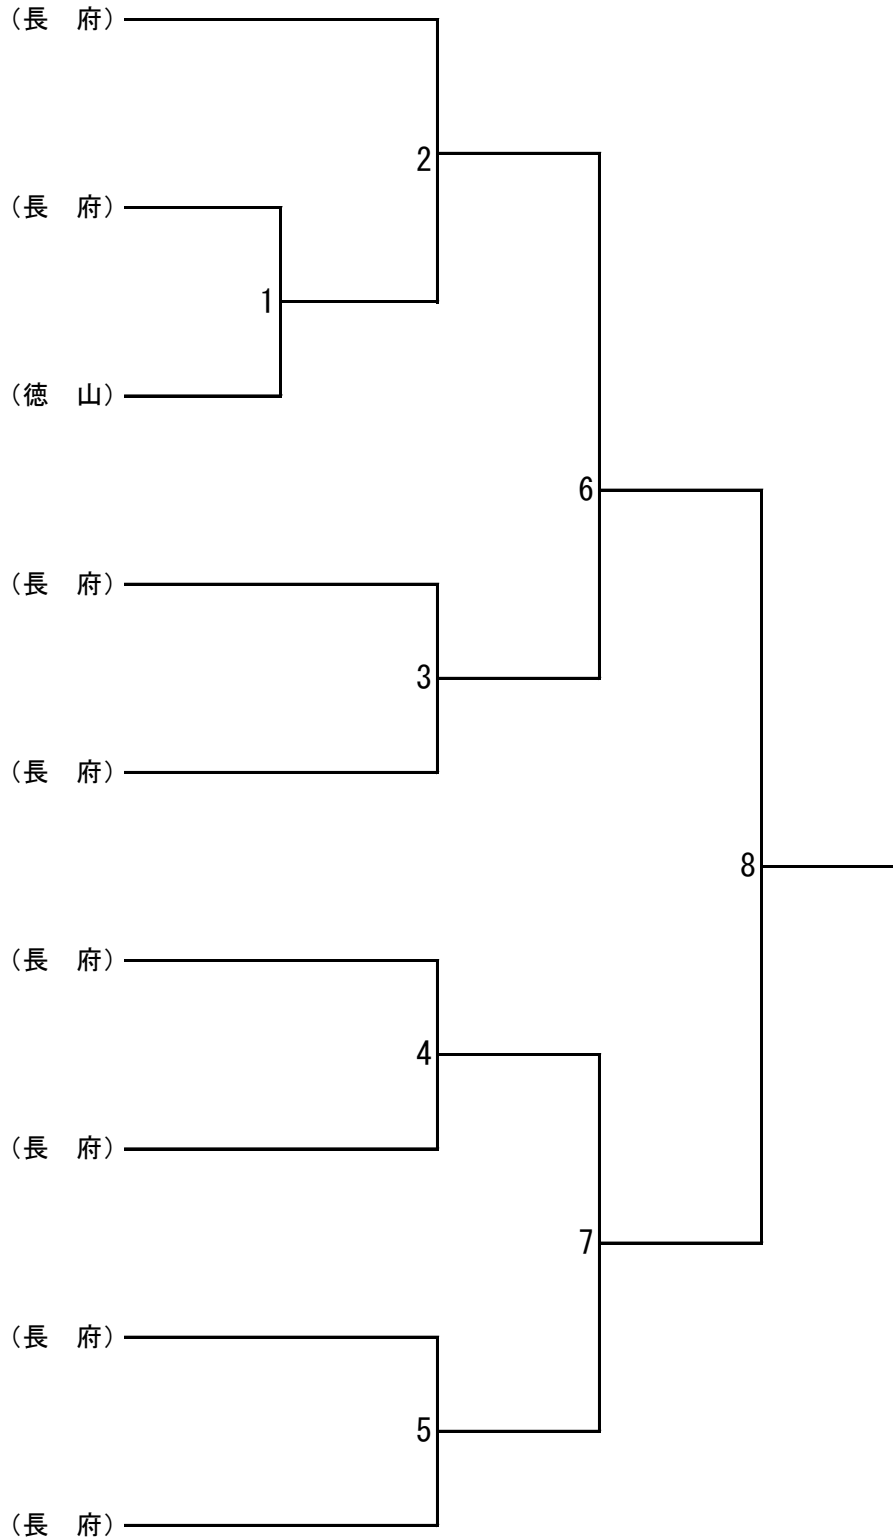 （長　府）
2
（長　府）
1
（徳　山）
6
（長　府）
3
（長　府）
8
（長　府）
4
（長　府）
7
（長　府）
5
（長　府）